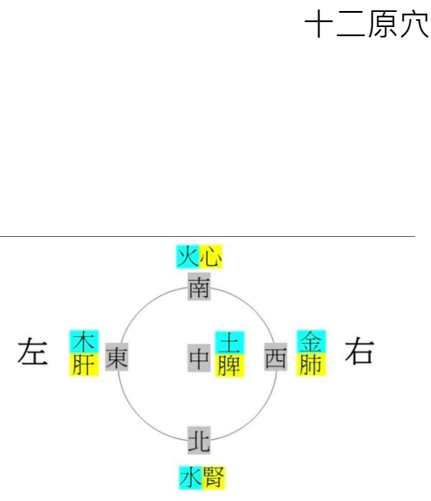 十二原穴
火心
南
左
木
肝
東
中
土
脾
西
金
肺
右
北
水腎